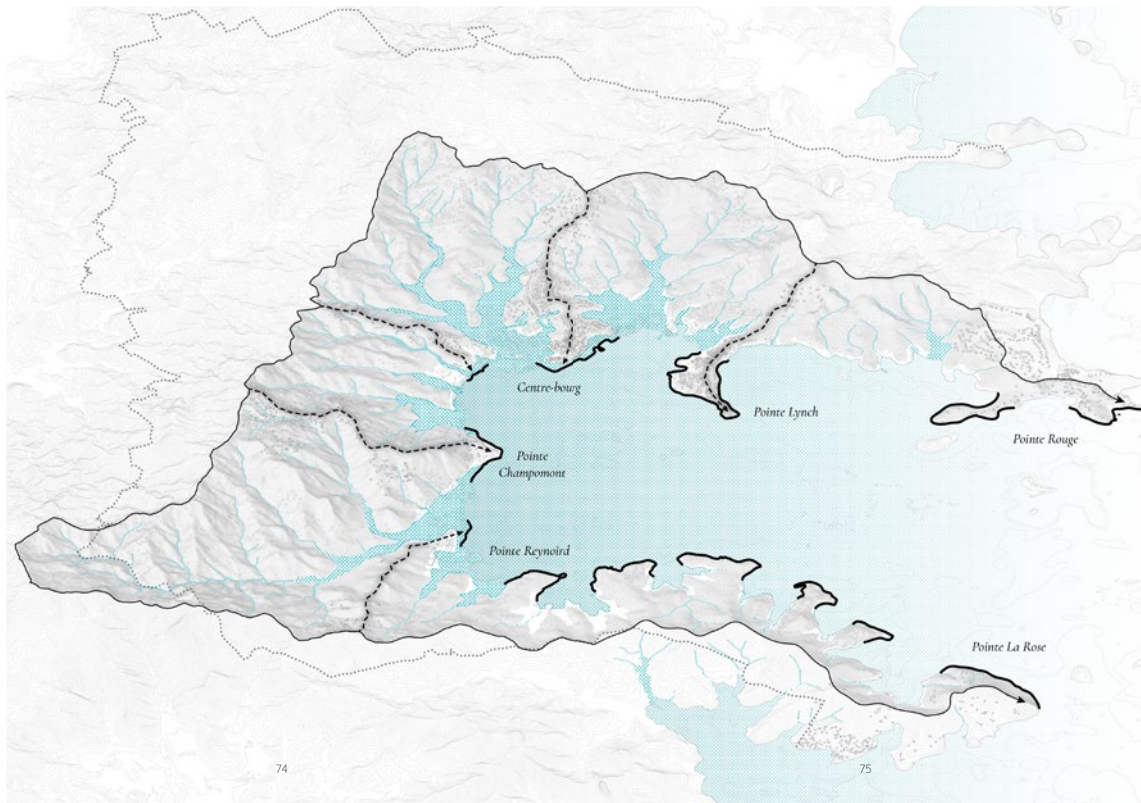 Centre-bourg
Pointe Lynch
Pointe Rouge
Pointe
Champomont
Pointe Reynoird
Pointe La Rose
74
75